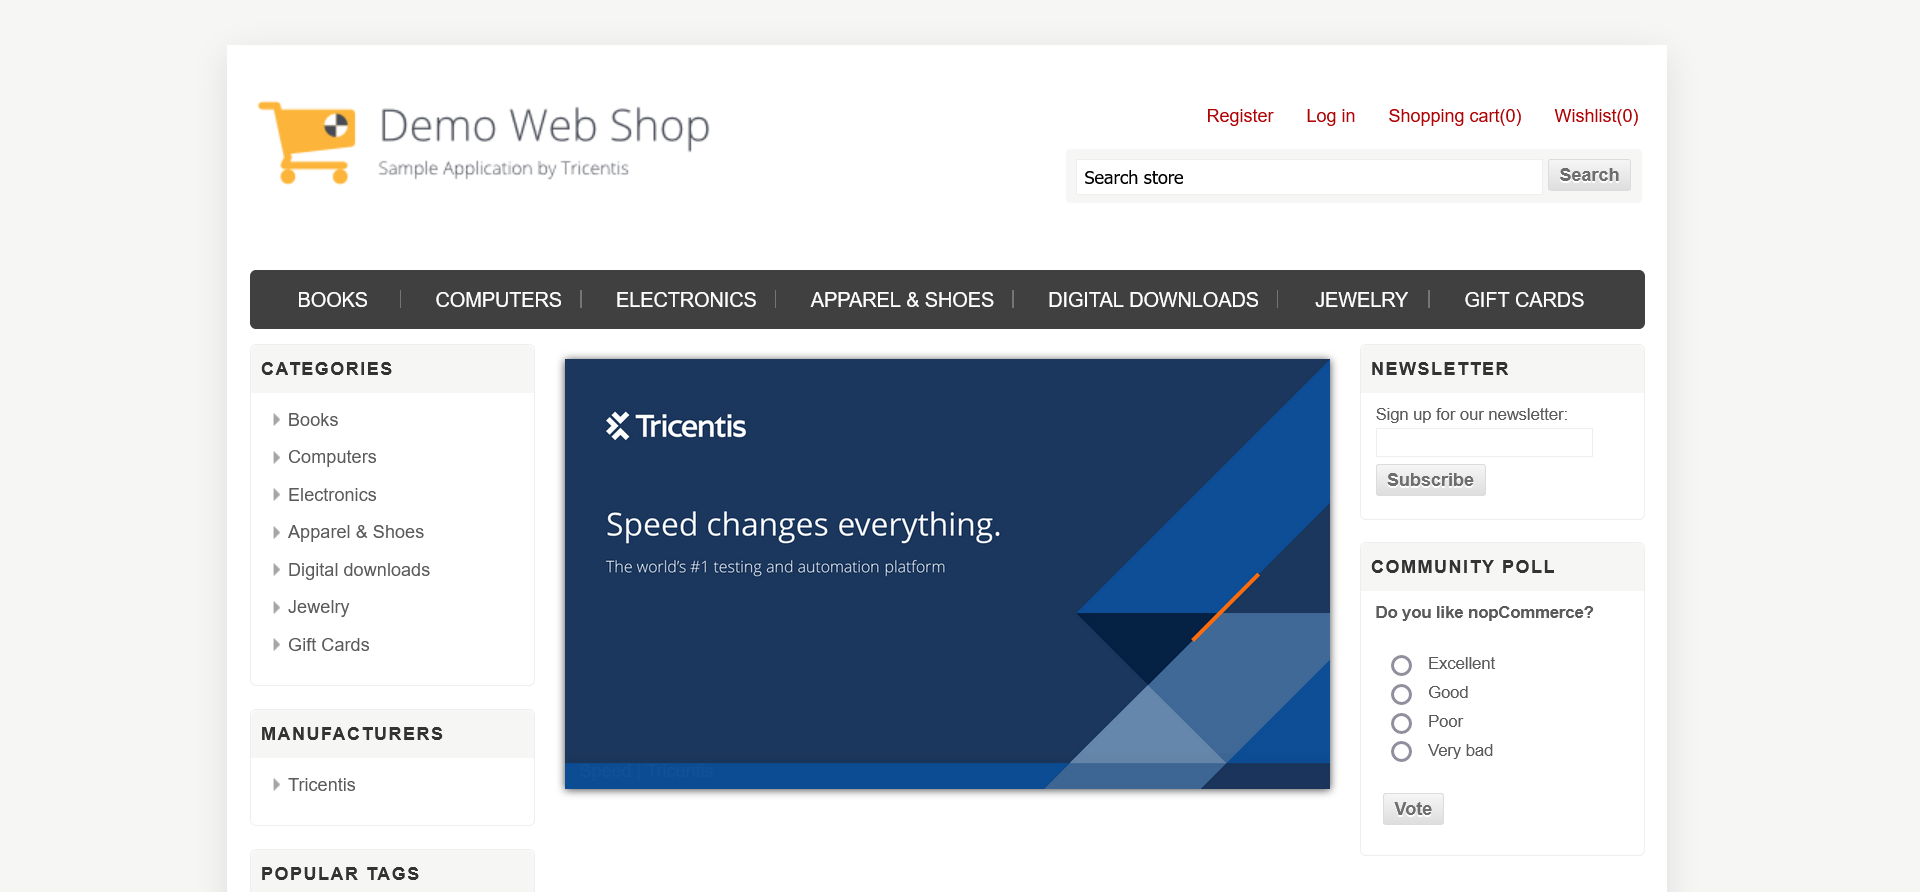 Demo Web Shop
Sample Application by Tricentis
Register Log in Shopping cart(0) Wishlist(0)
Search store Search
BOOKS COMPUTERS ELECTRONICS APPAREL & SHOES DIGITAL DOWNLOADS JEWELRY GIFT CARDS
CATEGORIES
Books
Computers
Electronics
Apparel & Shoes
Digital downloads
Jewelry
Gift Cards
MANUFACTURERS
Tricentis
POPULAR TAGS
Tricentis
Speed changes everything.
The world's #1 testing and automation platform
Speed | Tricentis
NEWSLETTER
Sign up for our newsletter:
Subscribe
COMMUNITY POLL
Do you like nopCommerce?
Excellent
Good
Poor
Very bad
Vote